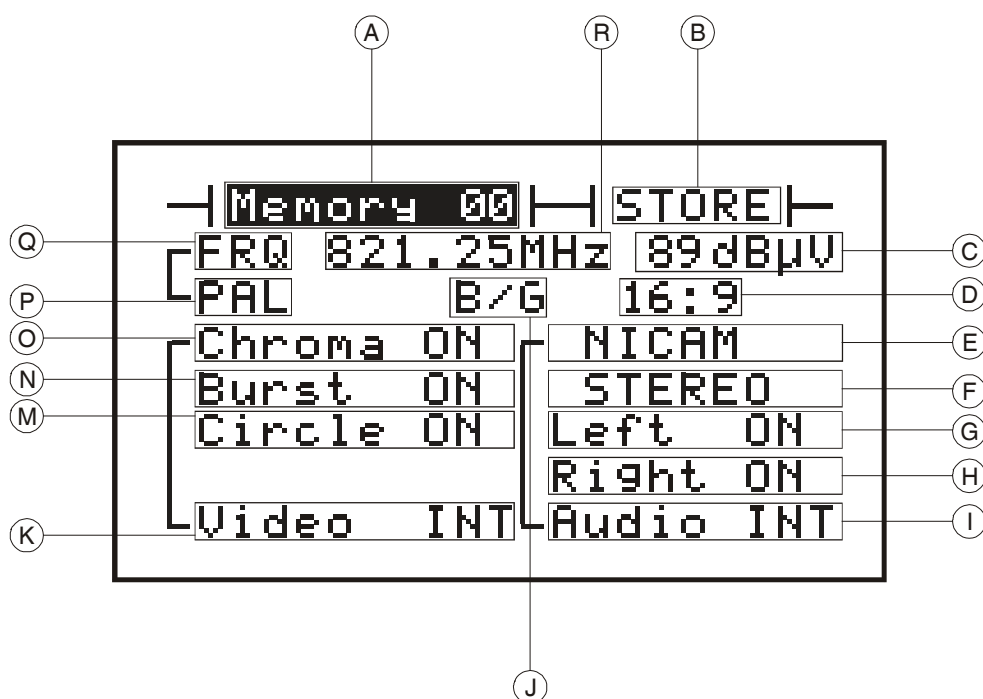 A R B
Memory 00 STORE
Q FRQ 821.25MHz 89dBµV C
P PAL B/G 16:9 D
O Chroma ON NICAM E
N Burst ON STEREO F
M Circle ON Left ON G
Right ON H
K Video INT Audio INT I
J